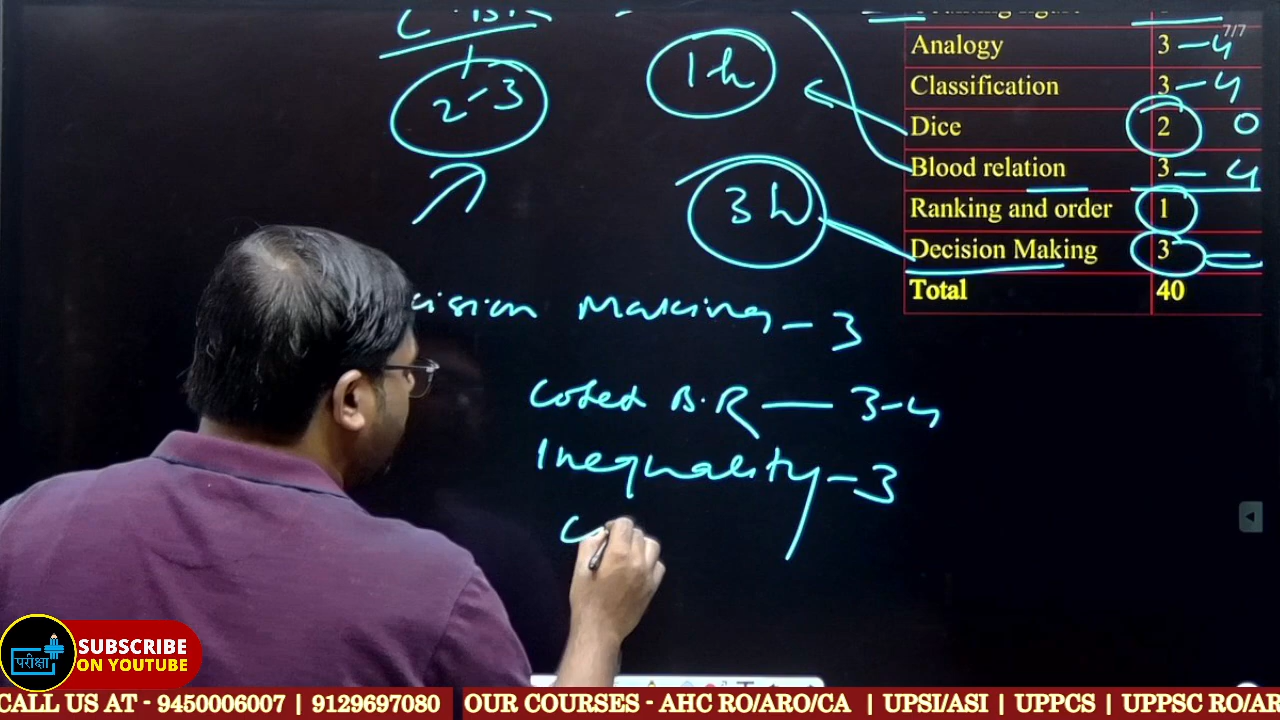 7/7
Analogy 3 - 4
Classification 3 - 4
Dice 2 0
Blood relation 3 - 4
Ranking and order 1
Decision Making 3 -
Total 40
2-3
1h
3h
cision Making - 3
Coded B.R - 3-4
Inequality - 3
C
परीक्षा
SUBSCRIBE
ON YOUTUBE
CALL US AT - 9450006007 | 9129697080 OUR COURSES - AHC RO/ARO/CA | UPSI/ASI | UPPCS | UPPSC RO/AR